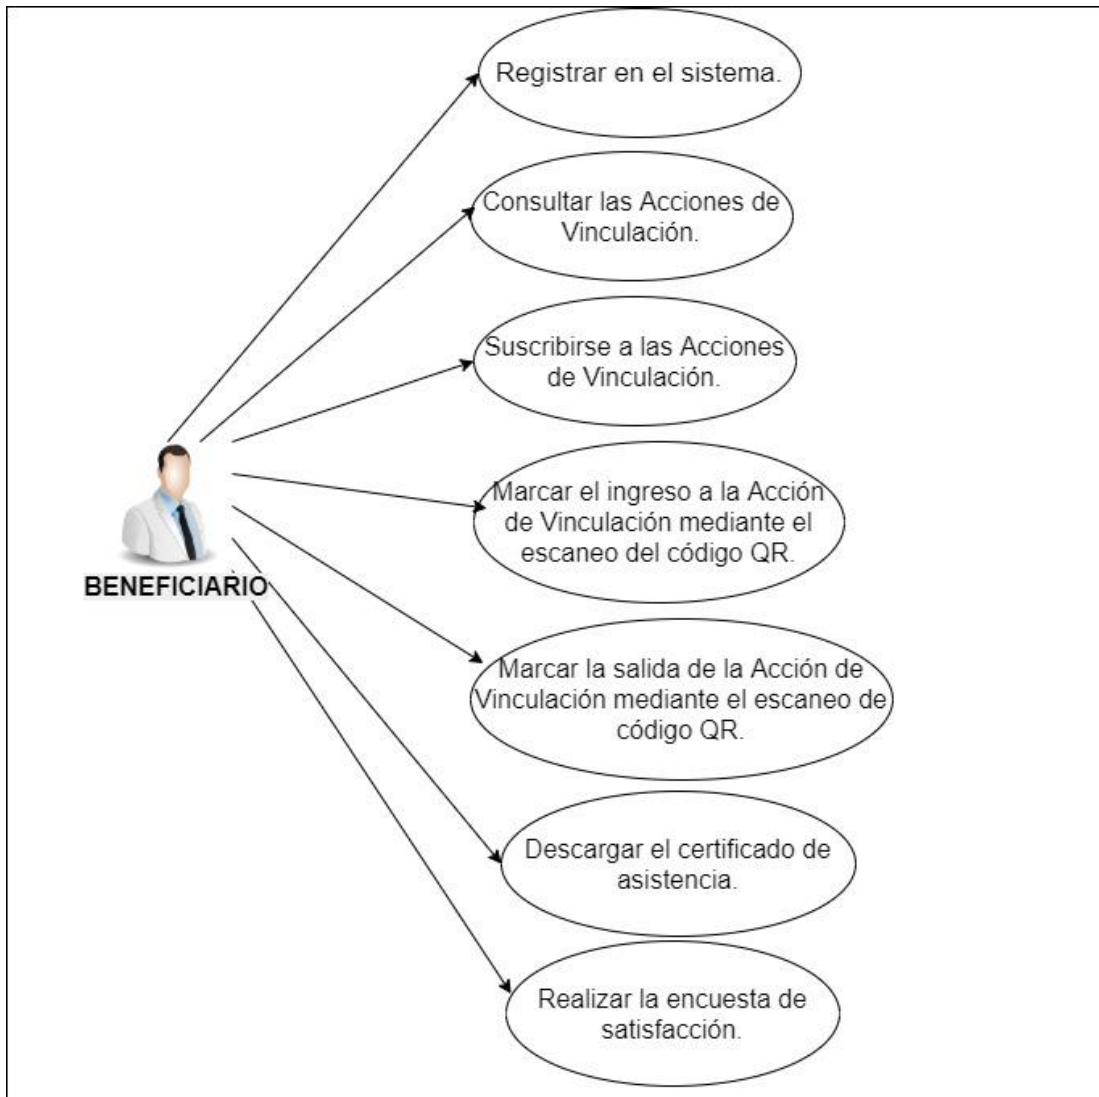 Registrar en el sistema.
Consultar las Acciones de
Vinculación.
Suscribirse a las Acciones
de Vinculación.
Marcar el ingreso a la Acción
de Vinculación mediante el
escaneo del código QR.
BENEFICIARIO
Marcar la salida de la Acción de
Vinculación mediante el escaneo de
código QR.
Descargar el certificado de
asistencia.
Realizar la encuesta de
satisfacción.